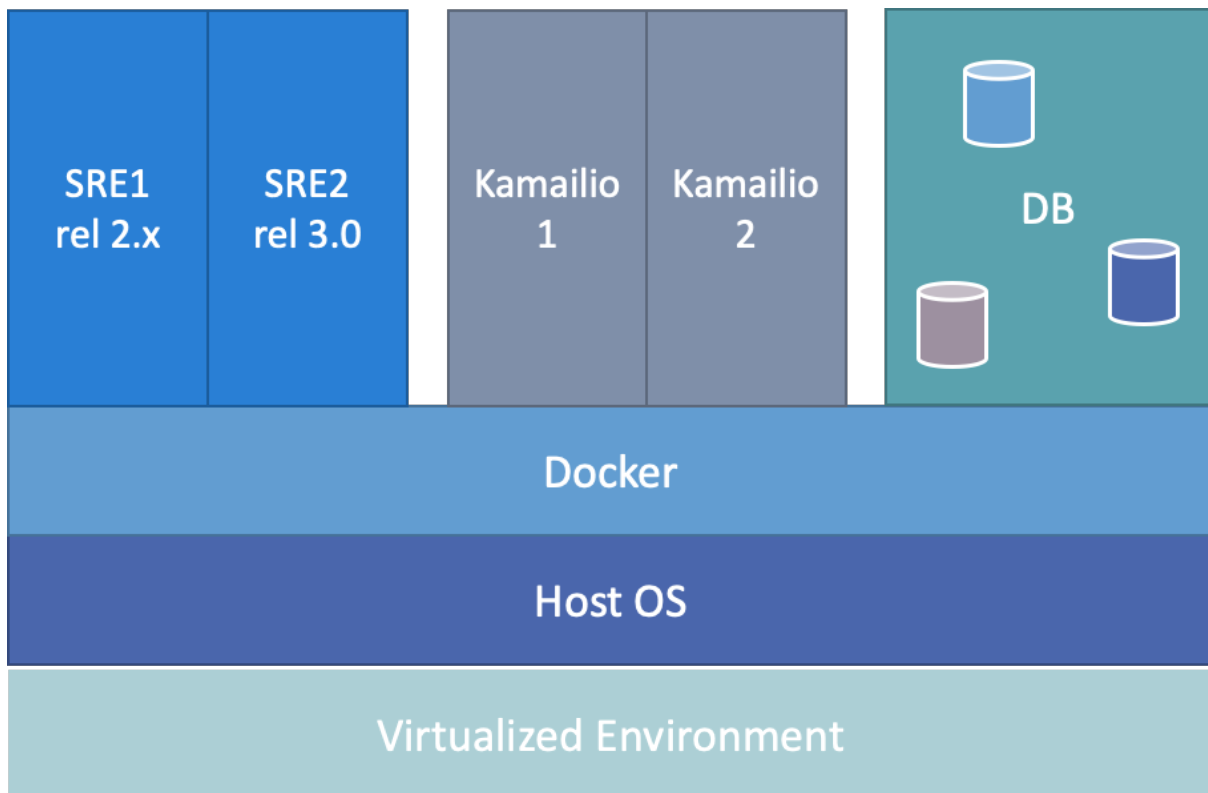 SRE1
rel 2.x
SRE2
rel 3.0
Kamailio
1
Kamailio
2
DB
Docker
Host OS
Virtualized Environment